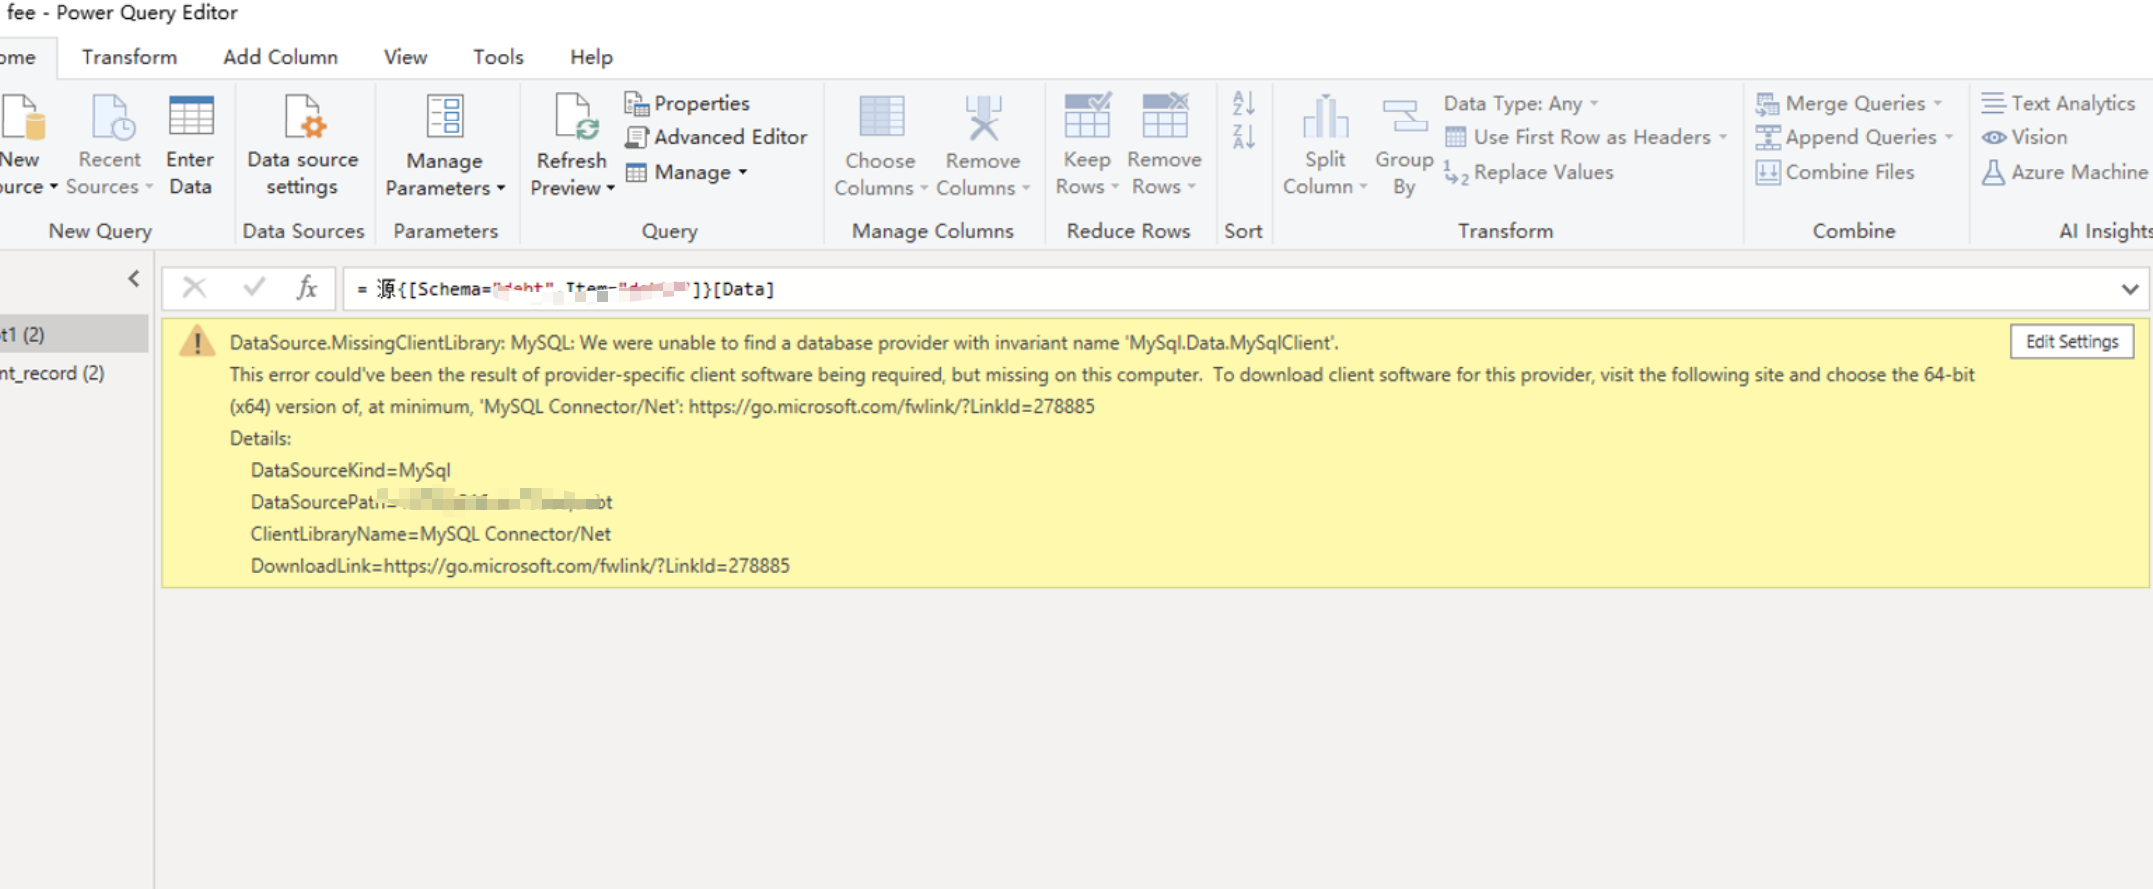 fee - Power Query Editor
ome Transform Add Column View Tools Help
New
ource
Recent
Sources
Enter
Data
New Query
Data source
settings
Data Sources
Manage
Parameters
Parameters
Refresh
Preview
Properties
Advanced Editor
Manage
Query
Choose
Columns
Remove
Columns
Manage Columns
Keep
Rows
Remove
Rows
Reduce Rows
A
Z
Z
A
Sort
Split
Column
Group
By
Data Type: Any
Use First Row as Headers
1
2
Replace Values
Transform
Merge Queries
Append Queries
Combine Files
Combine
Text Analytics
Vision
Azure Machine
AI Insights
fx
= 源{[Schema=" ",Item=" "]}[Data]
t1 (2)
nt_record (2)
DataSource.MissingClientLibrary: MySQL: We were unable to find a database provider with invariant name 'MySql.Data.MySqlClient'.
Edit Settings
This error could've been the result of provider-specific client software being required, but missing on this computer. To download client software for this provider, visit the following site and choose the 64-bit
(x64) version of, at minimum, 'MySQL Connector/Net': https://go.microsoft.com/fwlink/?LinkId=278885
Details:
DataSourceKind=MySql
DataSourcePath=
ClientLibraryName=MySQL Connector/Net
DownloadLink=https://go.microsoft.com/fwlink/?LinkId=278885